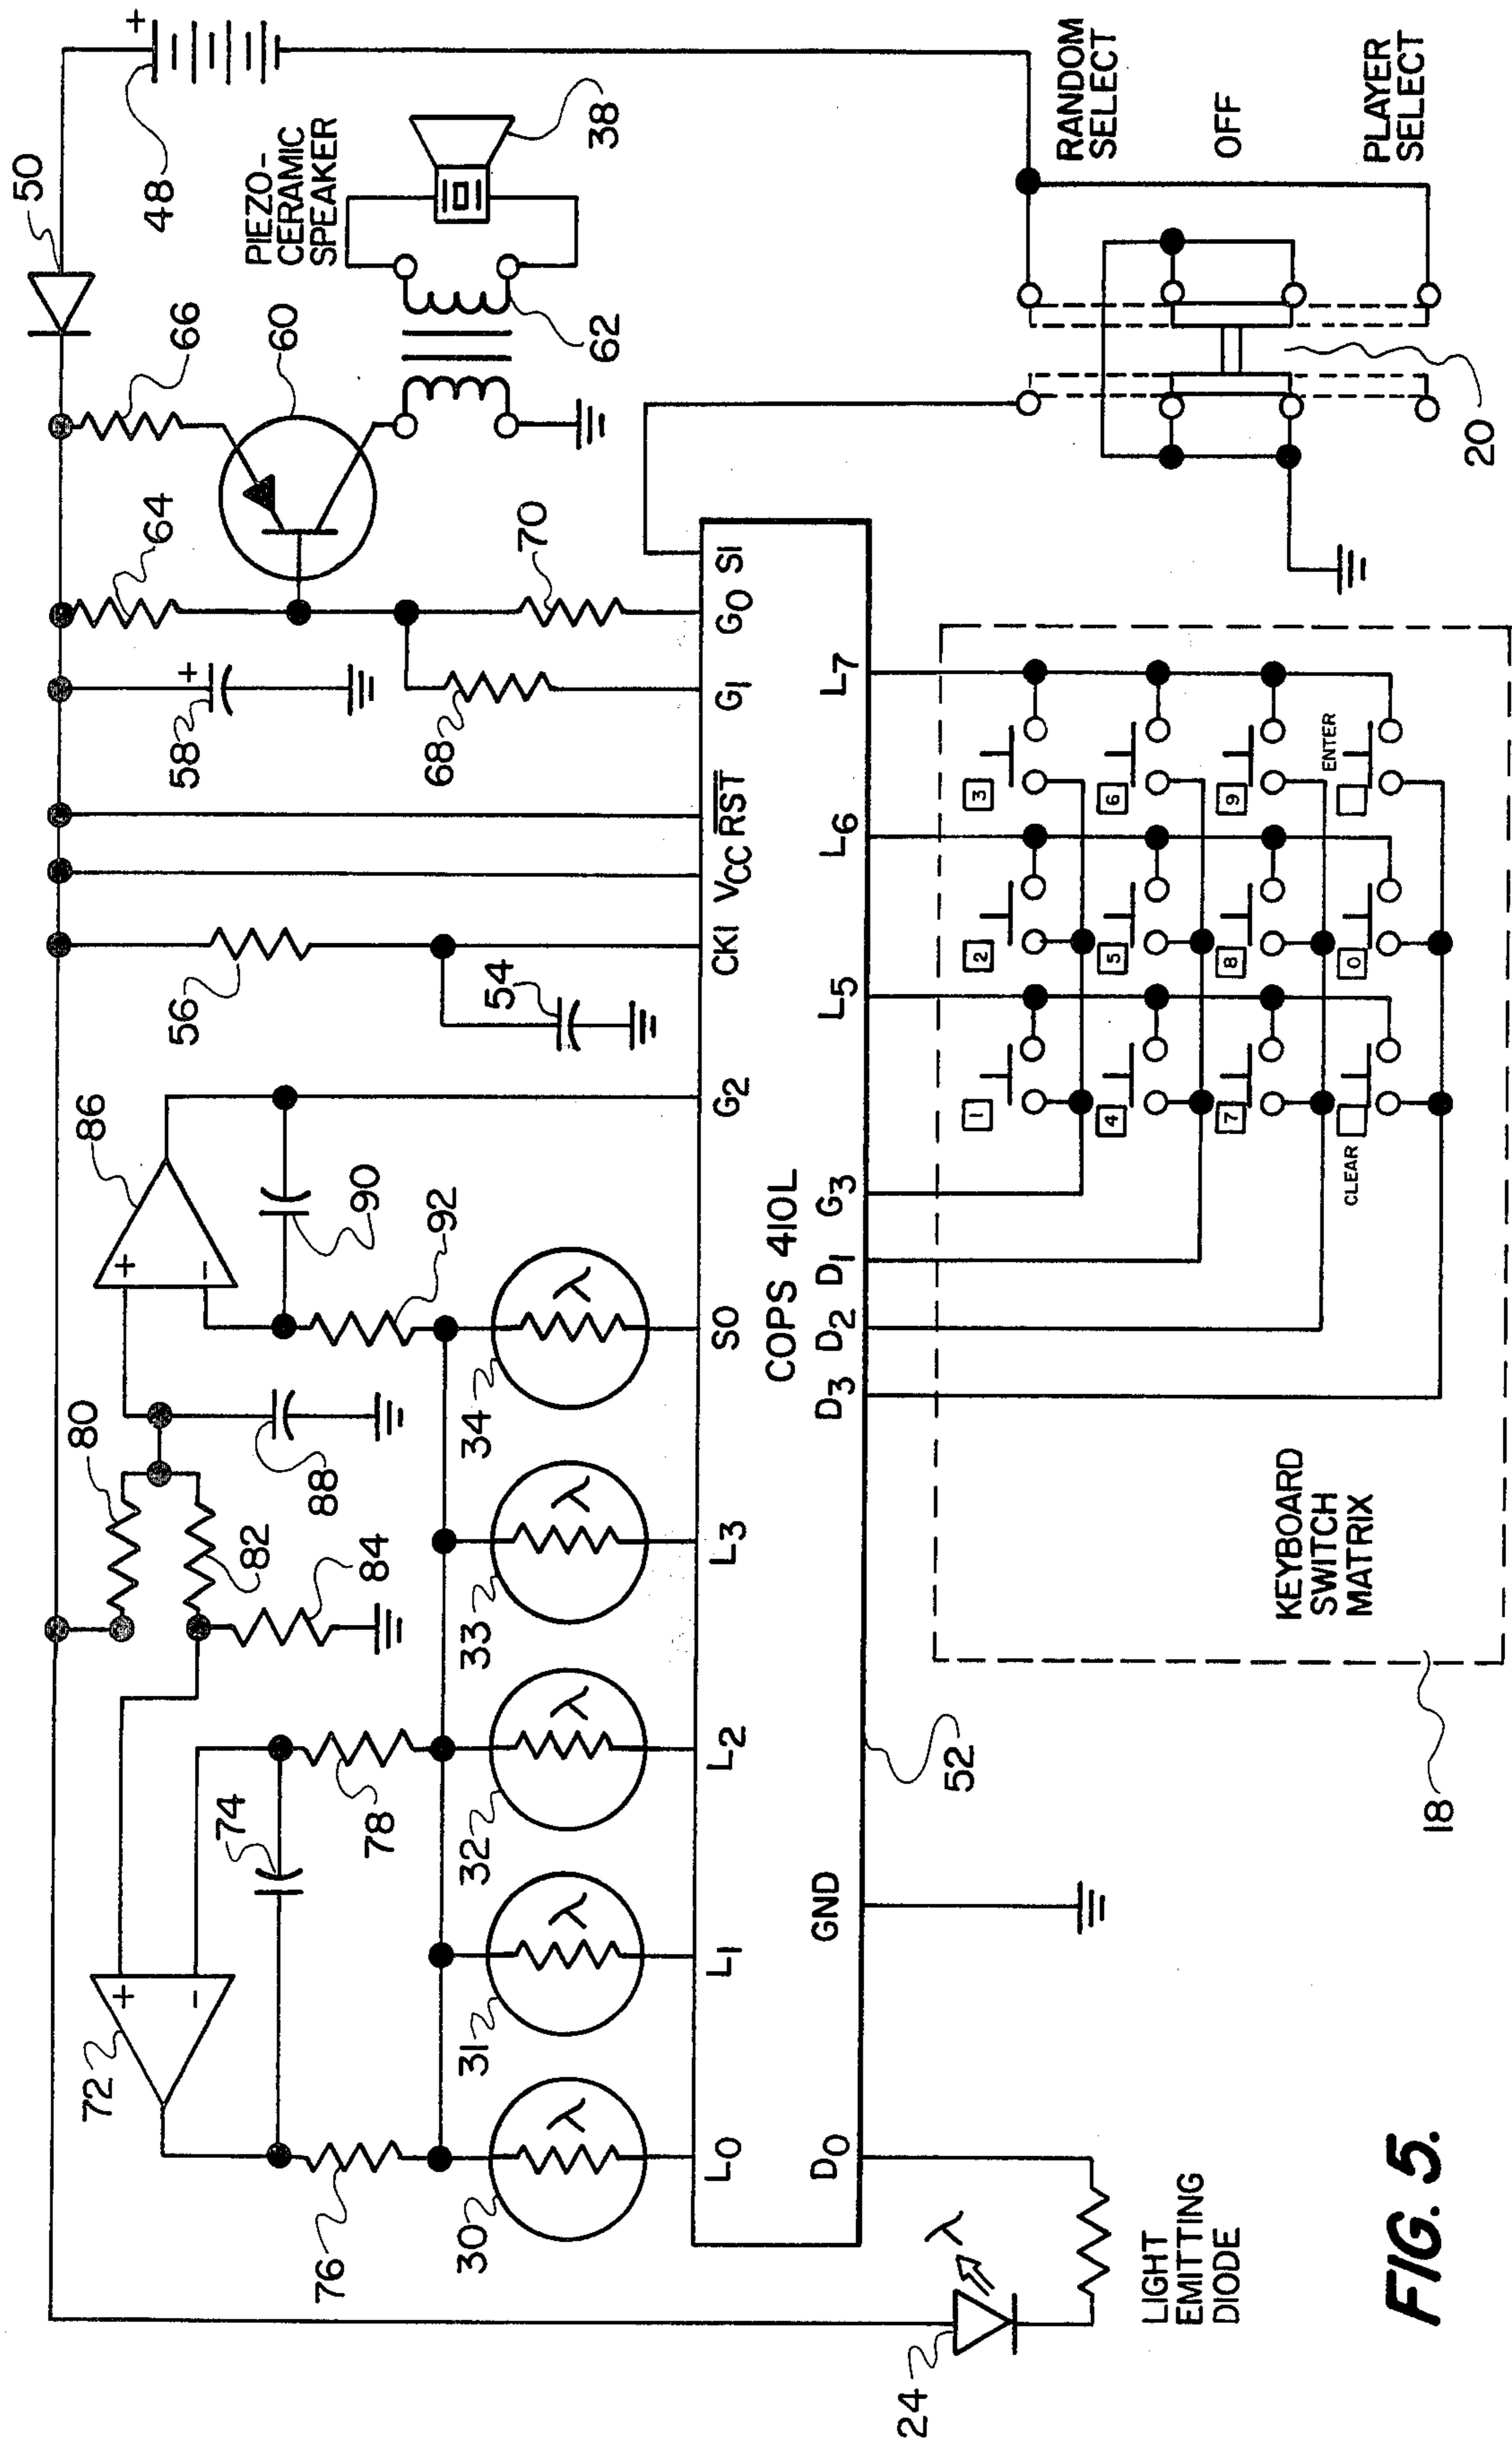 50
48
+
66
60
PIEZO-
CERAMIC
SPEAKER
38
62
64
58
+
68
70
56
54
86
+
-
90
92
80
82
84
88
72
+
-
74
76
78
30
31
32
33
34
λ
λ
λ
λ
λ
L0
L1
L2
L3
SO
G2
CKI
VCC
RST
G1
G0
SI
COPS 410L
D0
GND
D3
D2
D1
G3
L5
L6
L7
52
RANDOM
SELECT
OFF
PLAYER
SELECT
20
1
2
3
4
5
6
7
8
9
CLEAR
0
ENTER
KEYBOARD
SWITCH
MATRIX
18
24
λ
LIGHT
EMITTING
DIODE
FIG. 5.